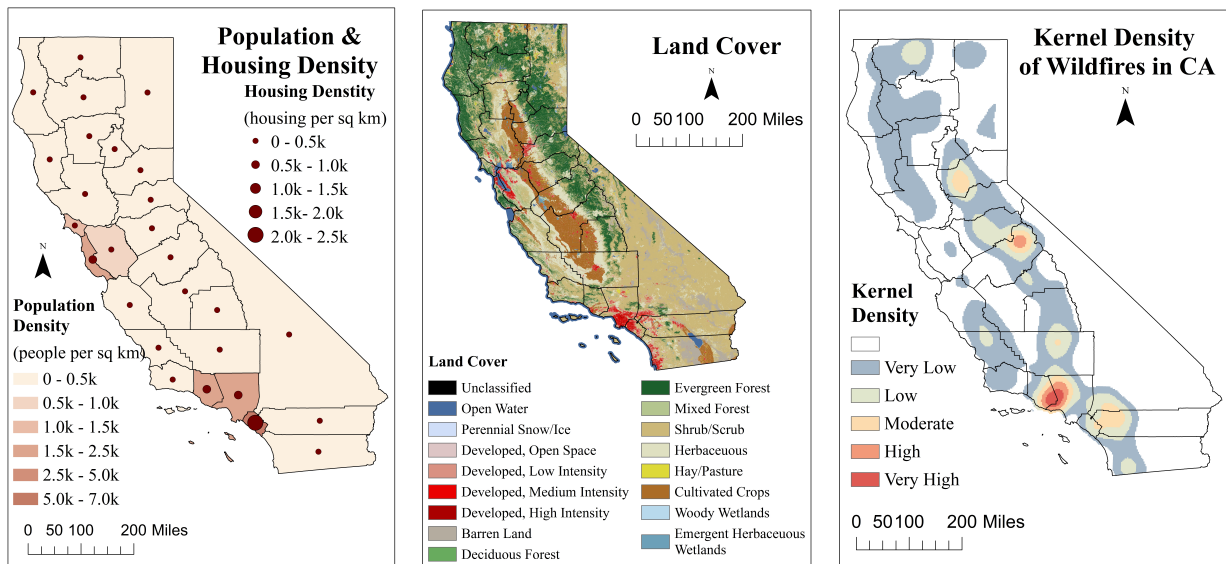 Population &
Housing Density
Housing Denstity
(housing per sq km)
0 - 0.5k
0.5k - 1.0k
1.0k - 1.5k
1.5k- 2.0k
2.0k - 2.5k
N
Population
Density
(people per sq km)
0 - 0.5k
0.5k - 1.0k
1.0k - 1.5k
1.5k - 2.5k
2.5k - 5.0k
5.0k - 7.0k
0 50 100 200 Miles
Land Cover
N
0 50 100 200 Miles
Land Cover
Unclassified
Open Water
Perennial Snow/Ice
Developed, Open Space
Developed, Low Intensity
Developed, Medium Intensity
Developed, High Intensity
Barren Land
Deciduous Forest
Evergreen Forest
Mixed Forest
Shrub/Scrub
Herbaceuous
Hay/Pasture
Cultivated Crops
Woody Wetlands
Emergent Herbaceuous
Wetlands
Kernel Density
of Wildfires in CA
N
Kernel
Density
Very Low
Low
Moderate
High
Very High
0 50 100 200 Miles